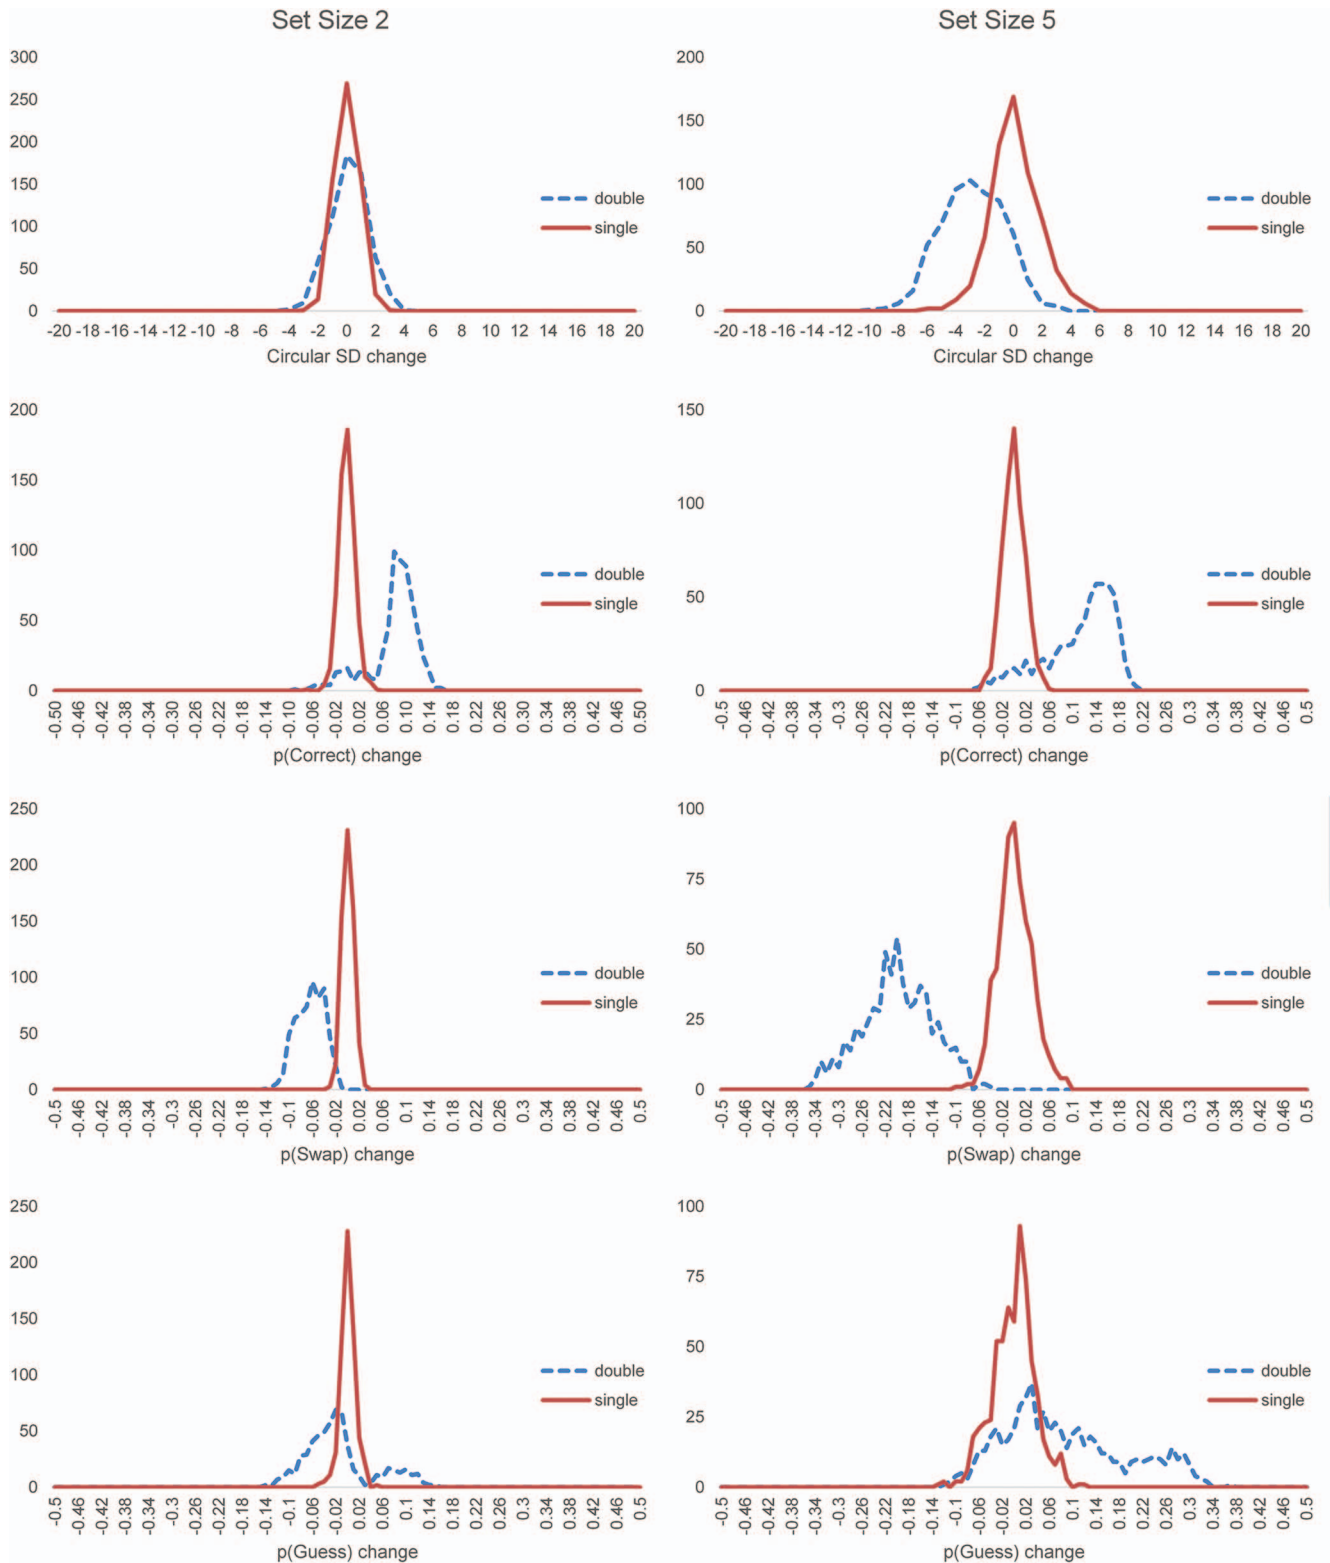 Set Size 2
Set Size 5
300
250
200
150
100
50
0
double
single
-20 -18 -16 -14 -12 -10 -8 -6 -4 -2 0 2 4 6 8 10 12 14 16 18 20
Circular SD change
200
150
100
50
0
double
single
-20 -18 -16 -14 -12 -10 -8 -6 -4 -2 0 2 4 6 8 10 12 14 16 18 20
Circular SD change
200
150
100
50
0
double
single
-0.50 -0.46 -0.42 -0.38 -0.34 -0.30 -0.26 -0.22 -0.18 -0.14 -0.10 -0.06 -0.02 0.02 0.06 0.10 0.14 0.18 0.22 0.26 0.30 0.34 0.38 0.42 0.46 0.50
p(Correct) change
150
100
50
0
double
single
-0.5 -0.46 -0.42 -0.38 -0.34 -0.3 -0.26 -0.22 -0.18 -0.14 -0.1 -0.06 -0.02 0.02 0.06 0.1 0.14 0.18 0.22 0.26 0.3 0.34 0.38 0.42 0.46 0.5
p(Correct) change
250
200
150
100
50
0
double
single
-0.5 -0.46 -0.42 -0.38 -0.34 -0.3 -0.26 -0.22 -0.18 -0.14 -0.1 -0.06 -0.02 0.02 0.06 0.1 0.14 0.18 0.22 0.26 0.3 0.34 0.38 0.42 0.46 0.5
p(Swap) change
100
75
50
25
0
double
single
-0.5 -0.46 -0.42 -0.38 -0.34 -0.3 -0.26 -0.22 -0.18 -0.14 -0.1 -0.06 -0.02 0.02 0.06 0.1 0.14 0.18 0.22 0.26 0.3 0.34 0.38 0.42 0.46 0.5
p(Swap) change
250
200
150
100
50
0
double
single
-0.5 -0.46 -0.42 -0.38 -0.34 -0.3 -0.26 -0.22 -0.18 -0.14 -0.1 -0.06 -0.02 0.02 0.06 0.1 0.14 0.18 0.22 0.26 0.3 0.34 0.38 0.42 0.46 0.5
p(Guess) change
100
75
50
25
0
double
single
-0.5 -0.46 -0.42 -0.38 -0.34 -0.3 -0.26 -0.22 -0.18 -0.14 -0.1 -0.06 -0.02 0.02 0.06 0.1 0.14 0.18 0.22 0.26 0.3 0.34 0.38 0.42 0.46 0.5
p(Guess) change